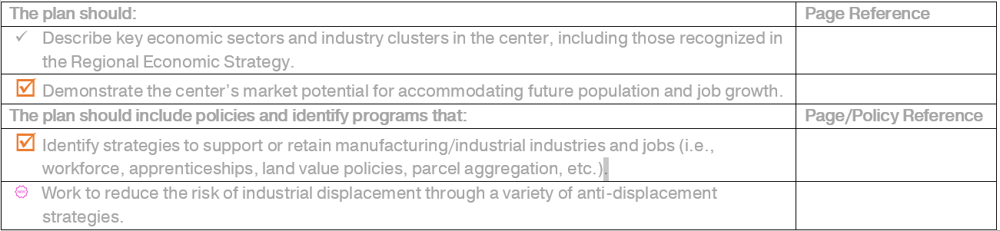 The plan should: Page Reference
✓ Describe key economic sectors and industry clusters in the center, including those recognized in
the Regional Economic Strategy.
☑ Demonstrate the center's market potential for accommodating future population and job growth.
The plan should include policies and identify programs that: Page/Policy Reference
☑ Identify strategies to support or retain manufacturing/industrial industries and jobs (i.e.,
workforce, apprenticeships, land value policies, parcel aggregation, etc.).
NEW Work to reduce the risk of industrial displacement through a variety of anti-displacement
strategies.